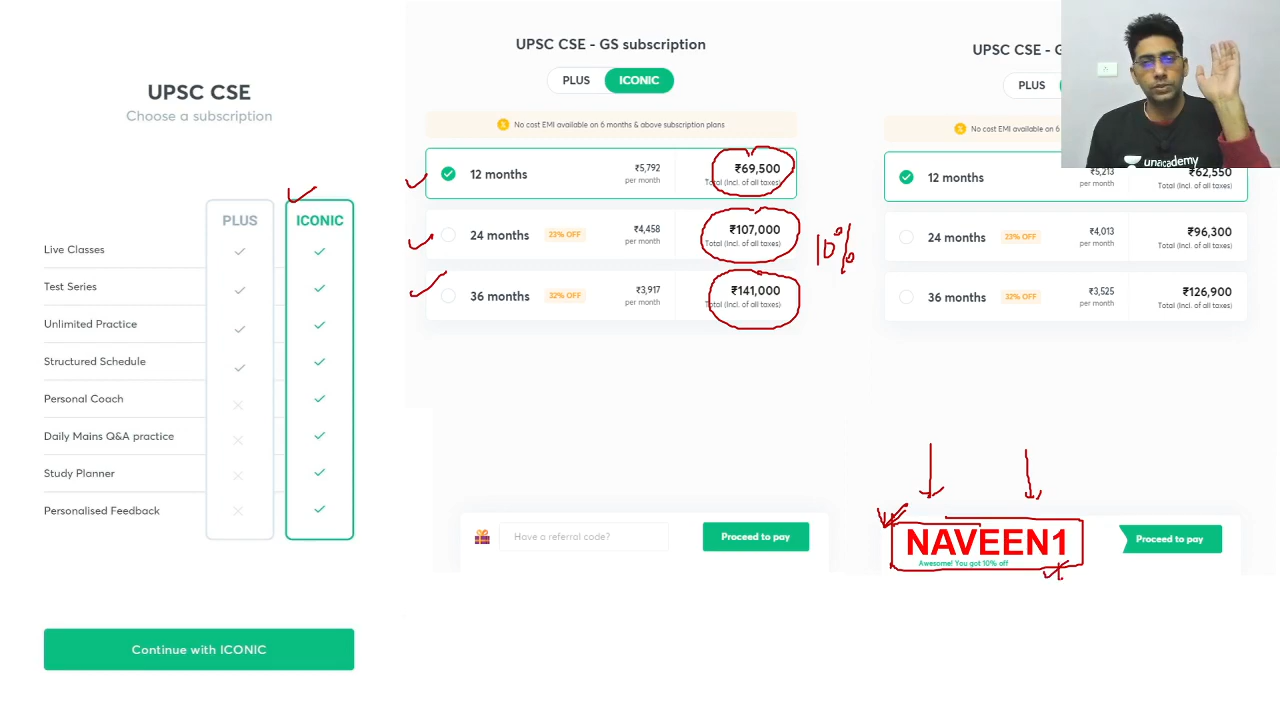 UPSC CSE
Choose a subscription
PLUS
ICONIC
Live Classes
Test Series
Unlimited Practice
Structured Schedule
Personal Coach
Daily Mains Q&A practice
Study Planner
Personalised Feedback
Continue with ICONIC
UPSC CSE - GS subscription
PLUS
ICONIC
No cost EMI available on 6 months & above subscription plans
12 months
₹5,792
per month
₹69,500
Total (Incl. of all taxes)
24 months
23% OFF
₹4,458
per month
₹107,000
Total (Incl. of all taxes)
36 months
32% OFF
₹3,917
per month
₹141,000
Total (Incl. of all taxes)
10%
Have a referral code?
Proceed to pay
UPSC CSE - G
PLUS
No cost EMI available on 6
12 months
₹5,213
per month
₹62,550
Total (Incl. of all taxes)
24 months
23% OFF
₹4,013
per month
₹96,300
Total (Incl. of all taxes)
36 months
32% OFF
₹3,525
per month
₹126,900
Total (Incl. of all taxes)
NAVEEN1
Awesome! You got 10% off
Proceed to pay
unacademy